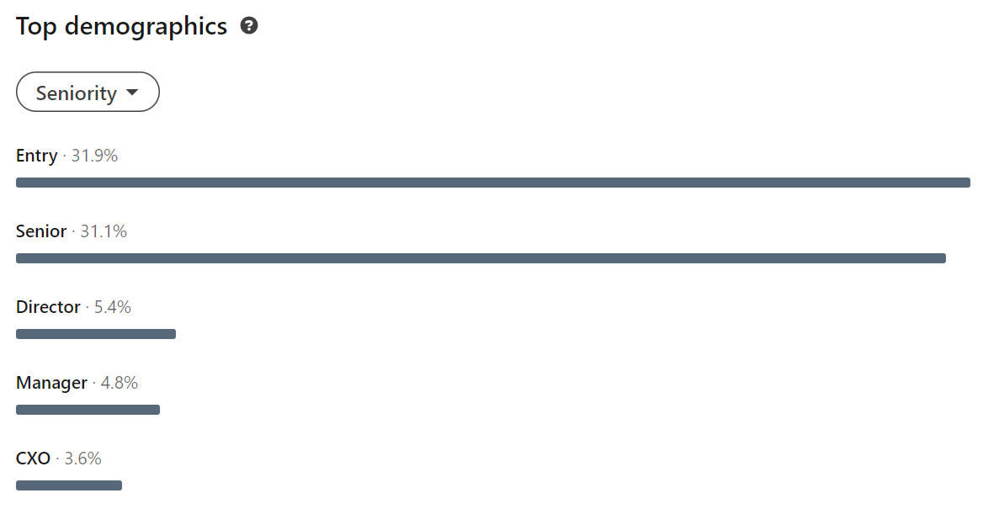 Top demographics ?
Seniority
Entry · 31.9%
Senior · 31.1%
Director · 5.4%
Manager · 4.8%
CXO · 3.6%